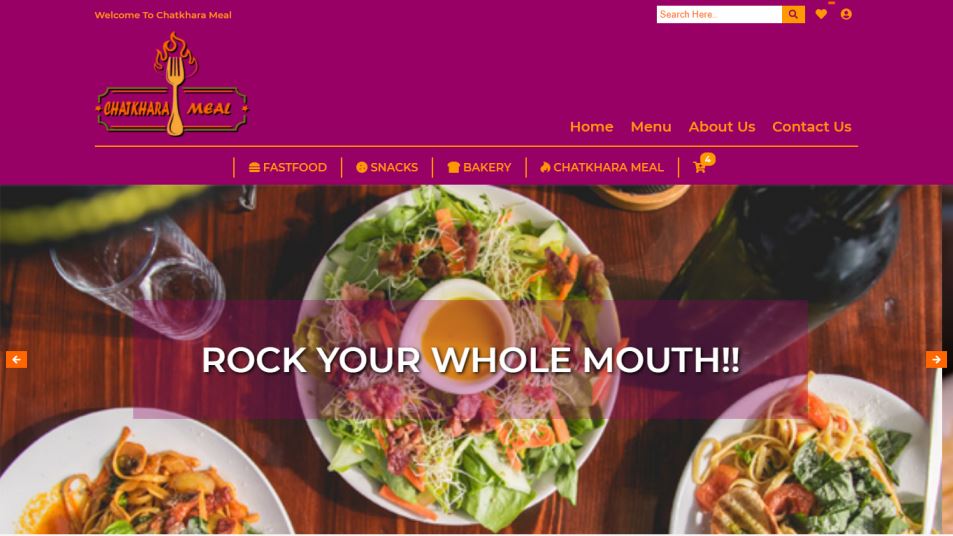 Welcome To Chatkhara Meal
Search Here..
CHATKHARA MEAL
Home Menu About Us Contact Us
FASTFOOD SNACKS BAKERY CHATKHARA MEAL 4
ROCK YOUR WHOLE MOUTH!!